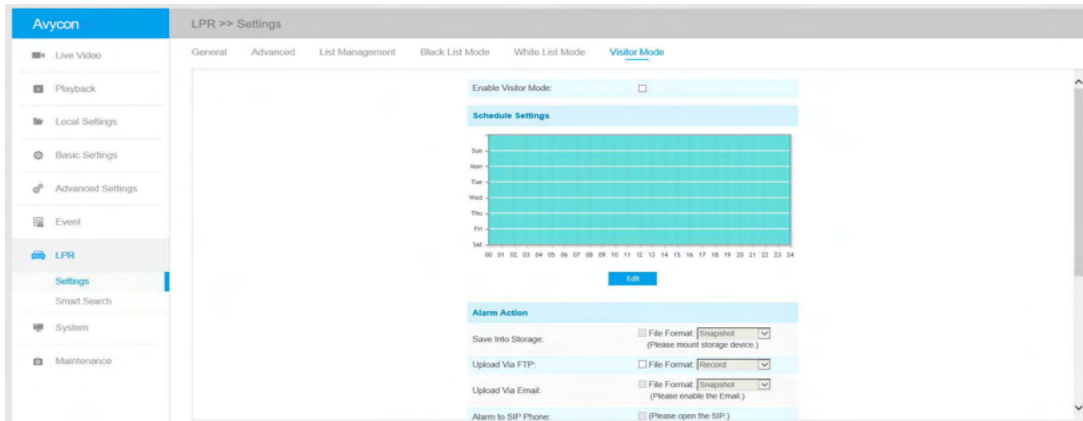 Avycon
LPR >> Settings
Live Video
Playback
Local Settings
Basic Settings
Advanced Settings
Event
LPR
Settings
Smart Search
System
Maintenance
General Advanced List Management Black List Mode White List Mode Visitor Mode
Enable Visitor Mode:
Schedule Settings
Sun
Mon
Tue
Wed
Thu
Fri
Sat
00 01 02 03 04 05 06 07 08 09 10 11 12 13 14 15 16 17 18 19 20 21 22 23 24
Edit
Alarm Action
Save Into Storage: File Format: Snapshot
(Please mount storage device.)
Upload Via FTP: File Format: Record
Upload Via Email: File Format: Snapshot
(Please enable the Email.)
Alarm to SIP Phone: (Please open the SIP.)